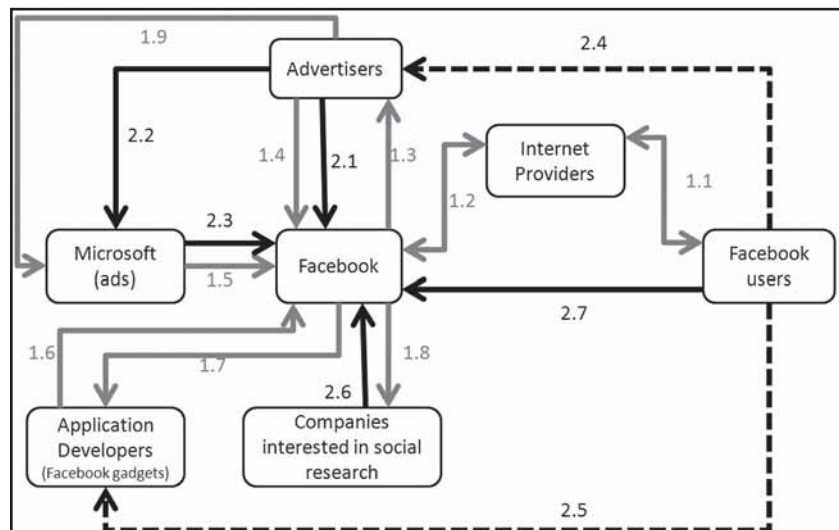 1.9
2.4
Advertisers
2.2
1.4
2.1
1.3
Internet
Providers
1.1
1.2
2.3
Microsoft
(ads)
Facebook
Facebook
users
1.5
2.7
1.6
1.7
1.8
2.6
Application
Developers
(Facebook gadgets)
Companies
interested in social
research
2.5